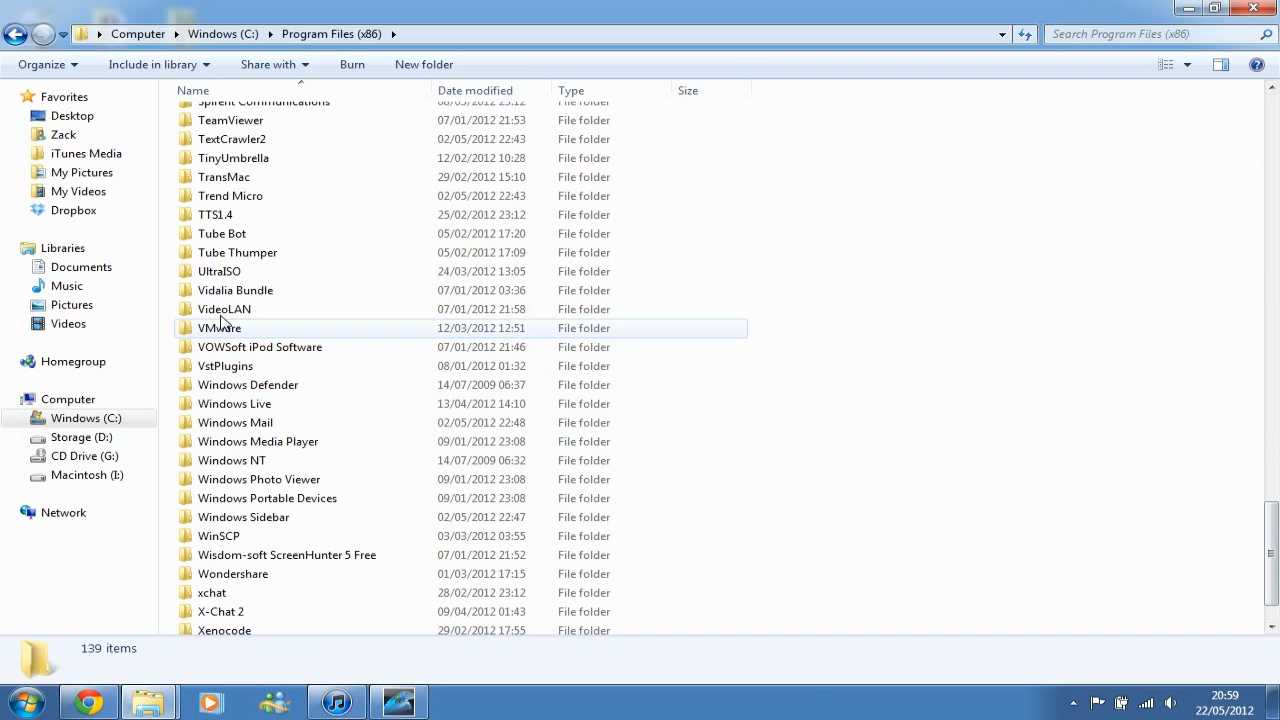 Computer Windows (C:) Program Files (x86) Search Program Files (x86)
Organize Include in library Share with Burn New folder
Name Date modified Type Size
Favorites
Desktop
Zack
iTunes Media
My Pictures
My Videos
Dropbox
Libraries
Documents
Music
Pictures
Videos
Homegroup
Computer
Windows (C:)
Storage (D:)
CD Drive (G:)
Macintosh (I:)
Network
Spirent Communications 08/05/2012 23:12 File folder
TeamViewer 07/01/2012 21:53 File folder
TextCrawler2 02/05/2012 22:43 File folder
TinyUmbrella 12/02/2012 10:28 File folder
TransMac 29/02/2012 15:10 File folder
Trend Micro 02/05/2012 22:43 File folder
TTS1.4 25/02/2012 23:12 File folder
Tube Bot 05/02/2012 17:20 File folder
Tube Thumper 05/02/2012 17:09 File folder
UltraISO 24/03/2012 13:05 File folder
Vidalia Bundle 07/01/2012 03:36 File folder
VideoLAN 07/01/2012 21:58 File folder
VMware 12/03/2012 12:51 File folder
VOWSoft iPod Software 07/01/2012 21:46 File folder
VstPlugins 08/01/2012 01:32 File folder
Windows Defender 14/07/2009 06:37 File folder
Windows Live 13/04/2012 14:10 File folder
Windows Mail 02/05/2012 22:48 File folder
Windows Media Player 09/01/2012 23:08 File folder
Windows NT 14/07/2009 06:32 File folder
Windows Photo Viewer 09/01/2012 23:08 File folder
Windows Portable Devices 09/01/2012 23:08 File folder
Windows Sidebar 02/05/2012 22:47 File folder
WinSCP 03/03/2012 03:55 File folder
Wisdom-soft ScreenHunter 5 Free 07/01/2012 21:52 File folder
Wondershare 01/03/2012 17:15 File folder
xchat 28/02/2012 23:12 File folder
X-Chat 2 09/04/2012 01:43 File folder
Xenocode 29/02/2012 17:55 File folder
139 items
20:59
22/05/2012